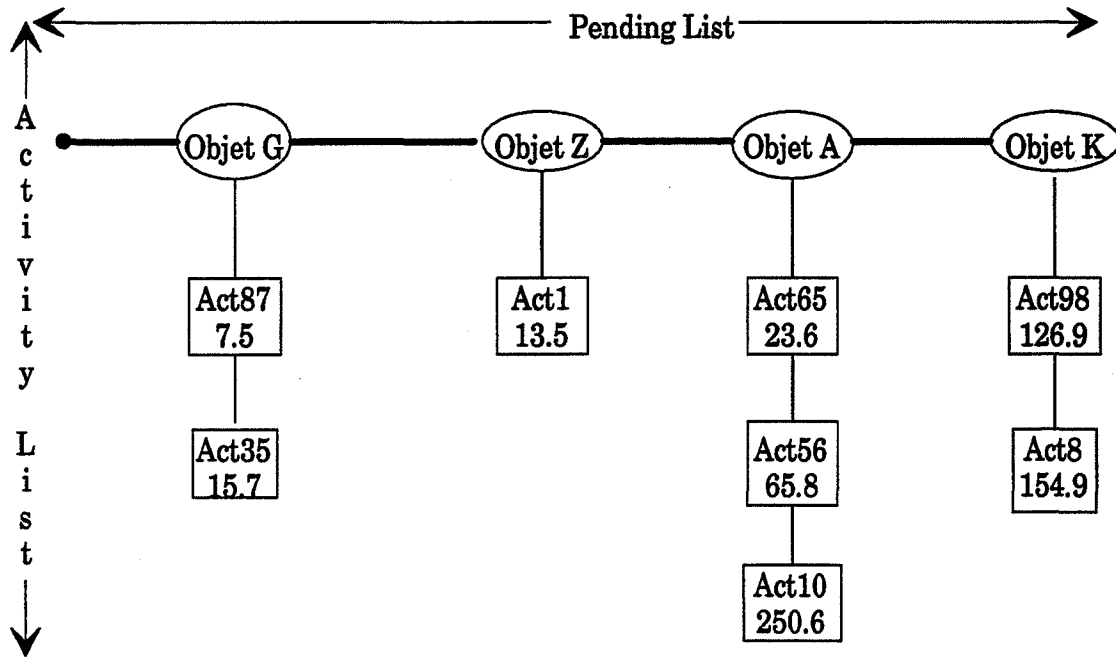 Pending List
Activity List
Objet G
Objet Z
Objet A
Objet K
Act87
7.5
Act1
13.5
Act65
23.6
Act98
126.9
Act35
15.7
Act56
65.8
Act8
154.9
Act10
250.6